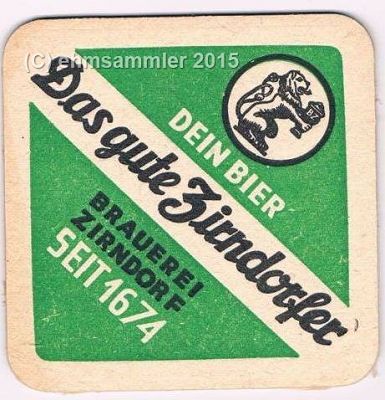 (C) ehmsammler 2015
DEIN BIER
Das gute Zirndorfer
BRAUEREI
ZIRNDORF
SEIT 1674